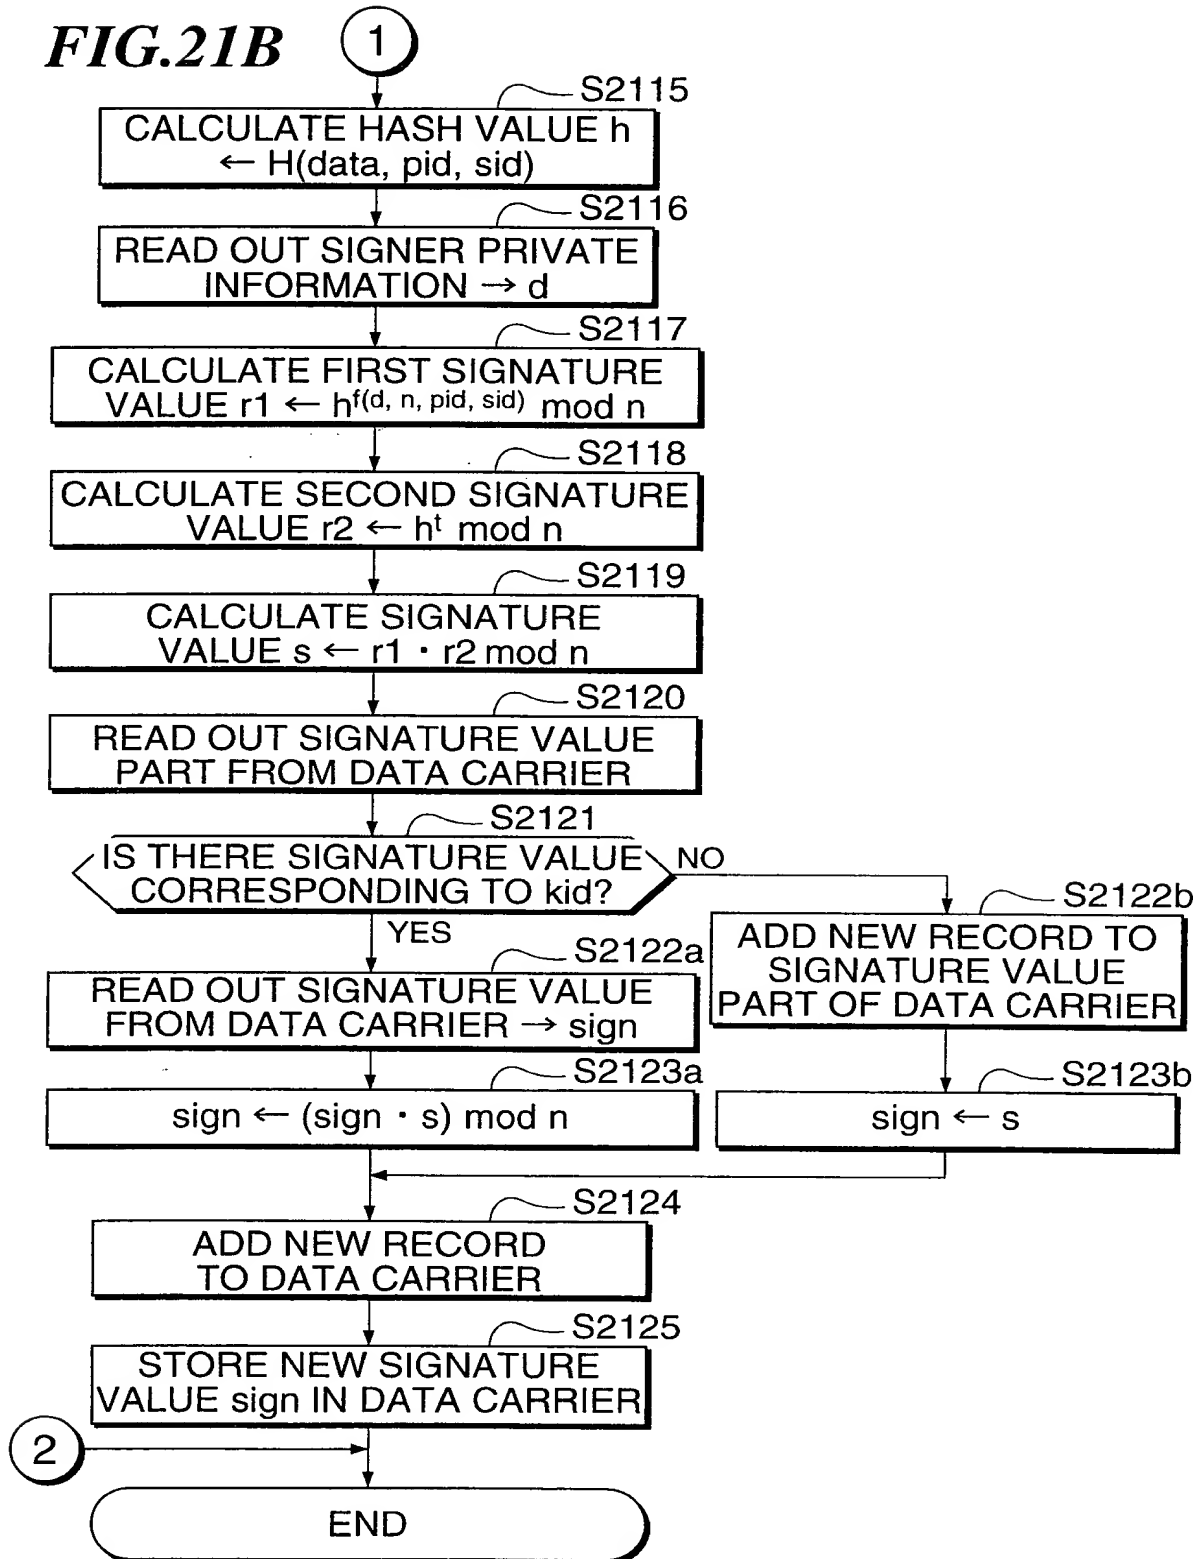 FIG.21B
1
S2115
CALCULATE HASH VALUE h
← H(data, pid, sid)
S2116
READ OUT SIGNER PRIVATE
INFORMATION → d
S2117
CALCULATE FIRST SIGNATURE
VALUE r1 ← h^f(d, n, pid, sid) mod n
S2118
CALCULATE SECOND SIGNATURE
VALUE r2 ← h^t mod n
S2119
CALCULATE SIGNATURE
VALUE s ← r1 · r2 mod n
S2120
READ OUT SIGNATURE VALUE
PART FROM DATA CARRIER
S2121
IS THERE SIGNATURE VALUE
CORRESPONDING TO kid?
NO
YES
S2122a
READ OUT SIGNATURE VALUE
FROM DATA CARRIER → sign
S2122b
ADD NEW RECORD TO
SIGNATURE VALUE
PART OF DATA CARRIER
S2123a
sign ← (sign · s) mod n
S2123b
sign ← s
S2124
ADD NEW RECORD
TO DATA CARRIER
S2125
STORE NEW SIGNATURE
VALUE sign IN DATA CARRIER
2
END